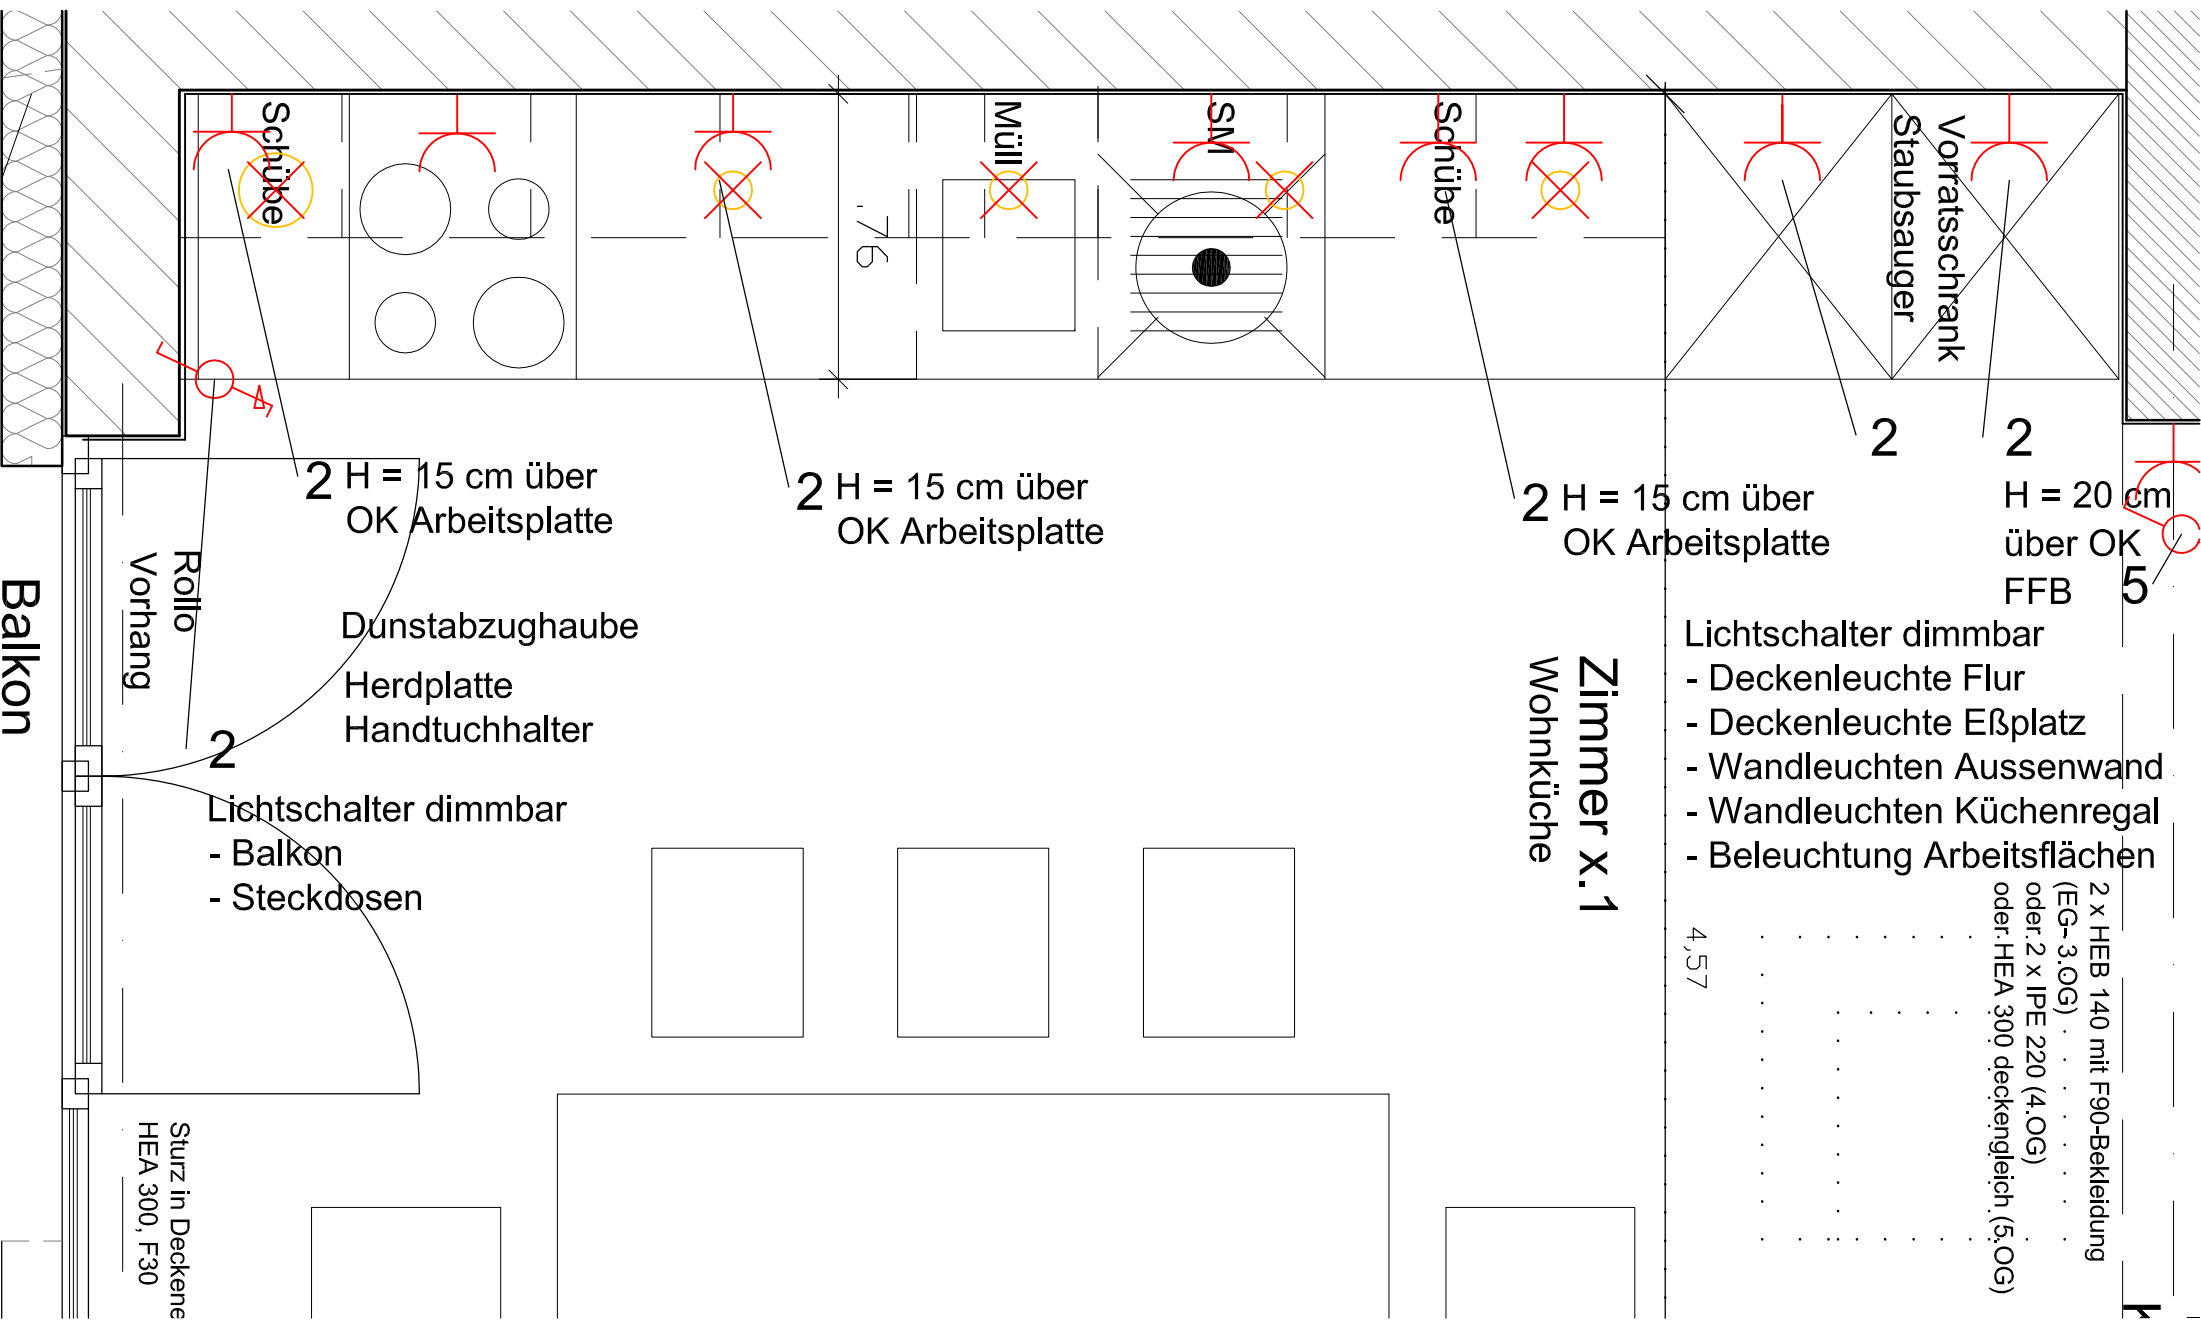 Schübe
Müll
SM
Schübe
Vorratsschrank
Staubsauger
.76
2 H = 15 cm über
OK Arbeitsplatte
2 H = 15 cm über
OK Arbeitsplatte
2 H = 15 cm über
OK Arbeitsplatte
2
2
H = 20 cm
über OK
FFB
5
Rollo
Vorhang
Balkon
Dunstabzughaube
Herdplatte
Handtuchhalter
2
Lichtschalter dimmbar
- Balkon
- Steckdosen
Zimmer x.1
Wohnküche
Lichtschalter dimmbar
- Deckenleuchte Flur
- Deckenleuchte Eßplatz
- Wandleuchten Aussenwand
- Wandleuchten Küchenregal
- Beleuchtung Arbeitsflächen
4,57
2 x HEB 140 mit F90-Bekleidung
(EG-3.OG)
oder 2 x IPE 220 (4.OG)
oder HEA 300 deckengleich (5.OG)
Sturz in Deckene
HEA 300, F30